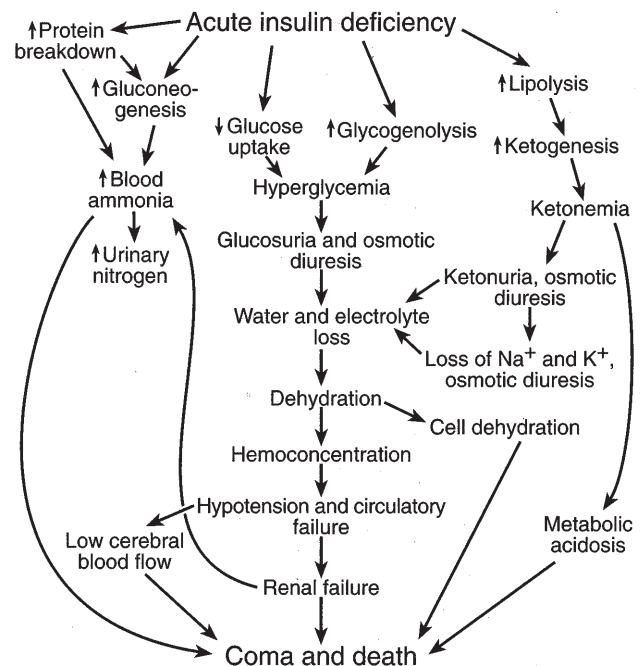 Acute insulin deficiency
↑Protein
breakdown
↑Gluconeo-
genesis
↓Glucose
uptake
↑Glycogenolysis
↑Lipolysis
↑Ketogenesis
Ketonemia
↑Blood
ammonia
↑Urinary
nitrogen
Hyperglycemia
Glucosuria and osmotic
diuresis
Ketonuria, osmotic
diuresis
Water and electrolyte
loss
Loss of Na+ and K+,
osmotic diuresis
Dehydration
Cell dehydration
Hemoconcentration
Hypotension and circulatory
failure
Low cerebral
blood flow
Metabolic
acidosis
Renal failure
Coma and death